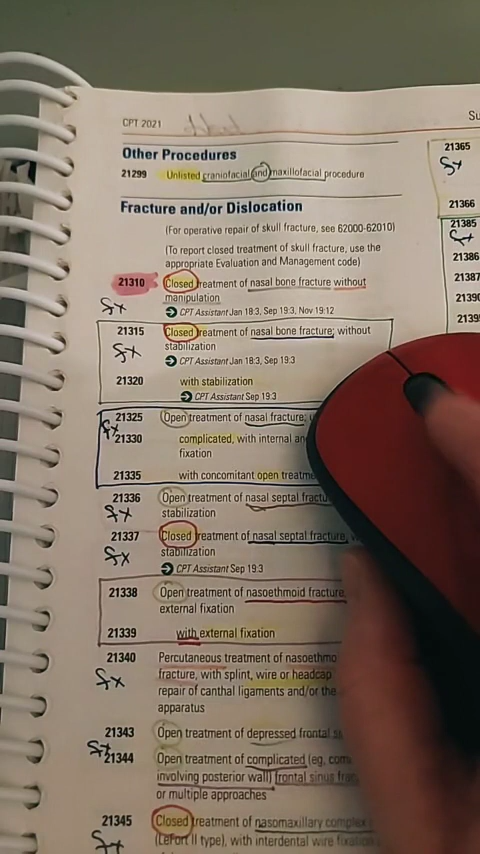 CPT 2021
Su
Other Procedures
21299 Unlisted craniofacial and maxillofacial procedure
Fracture and/or Dislocation
(For operative repair of skull fracture, see 62000-62010)
(To report closed treatment of skull fracture, use the
appropriate Evaluation and Management code)
21310 Closed treatment of nasal bone fracture without
manipulation
Sx
CPT Assistant Jan 18:3, Sep 19:3, Nov 19:12
21315 Closed treatment of nasal bone fracture; without
Sx stabilization
CPT Assistant Jan 18:3, Sep 19:3
21320 with stabilization
CPT Assistant Sep 19:3
21325 Open treatment of nasal fracture;
Sx
21330 complicated, with internal an
fixation
21335 with concomitant open treatm
21336 Open treatment of nasal septal fractu
Sx stabilization
21337 Closed treatment of nasal septal fracture, w
Sx stabilization
CPT Assistant Sep 19:3
21338 Open treatment of nasoethmoid fracture
external fixation
21339 with external fixation
21340 Percutaneous treatment of nasoethmo
Sx fracture, with splint, wire or headcap
repair of canthal ligaments and/or the
apparatus
21343 Open treatment of depressed frontal s
Sx
21344 Open treatment of complicated (eg, com
involving posterior wall) frontal sinus fra
or multiple approaches
21345 Closed treatment of nasomaxillary complex
Sx (LeFort II type), with interdental wire fixatio
21365
Sx
21366
21385
Sx
21386
21387
2139
2139